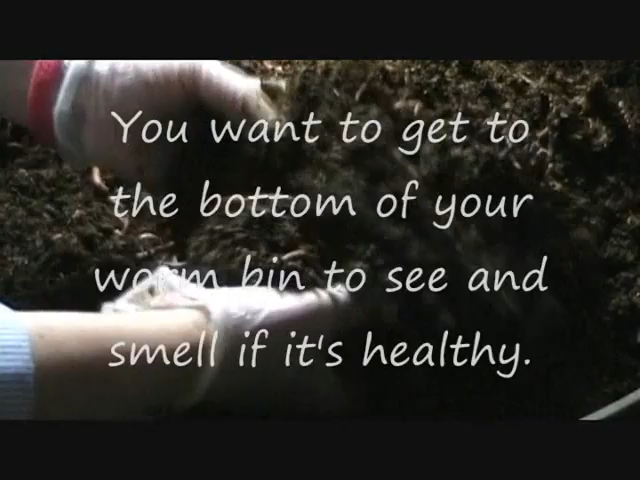 You want to get to
the bottom of your
worm bin to see and
smell if it's healthy.